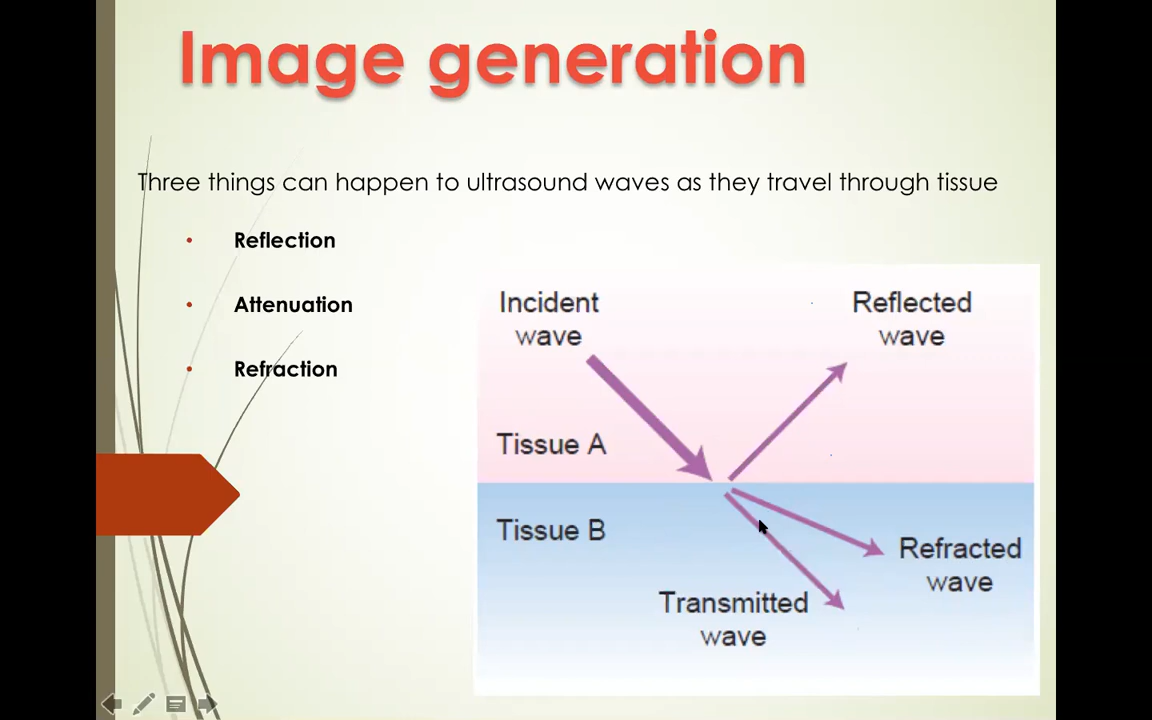 Image generation
Three things can happen to ultrasound waves as they travel through tissue
• Reflection
• Attenuation
• Refraction
Incident
wave
Reflected
wave
Tissue A
Tissue B
Refracted
wave
Transmitted
wave